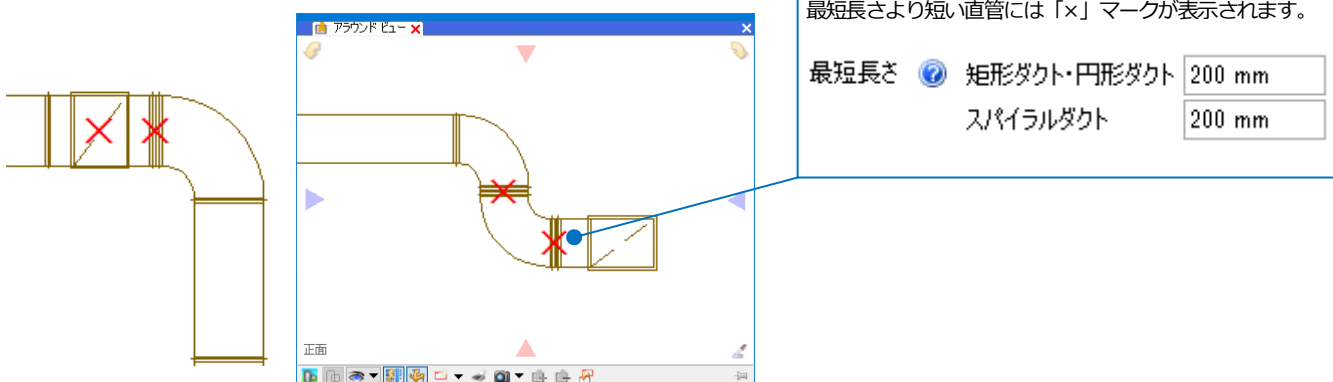 最短長さより短い直管には「×」マークが表示されます。
アラウンド ビュー
最短長さ 矩形ダクト・円形ダクト 200 mm
スパイラルダクト 200 mm
正面